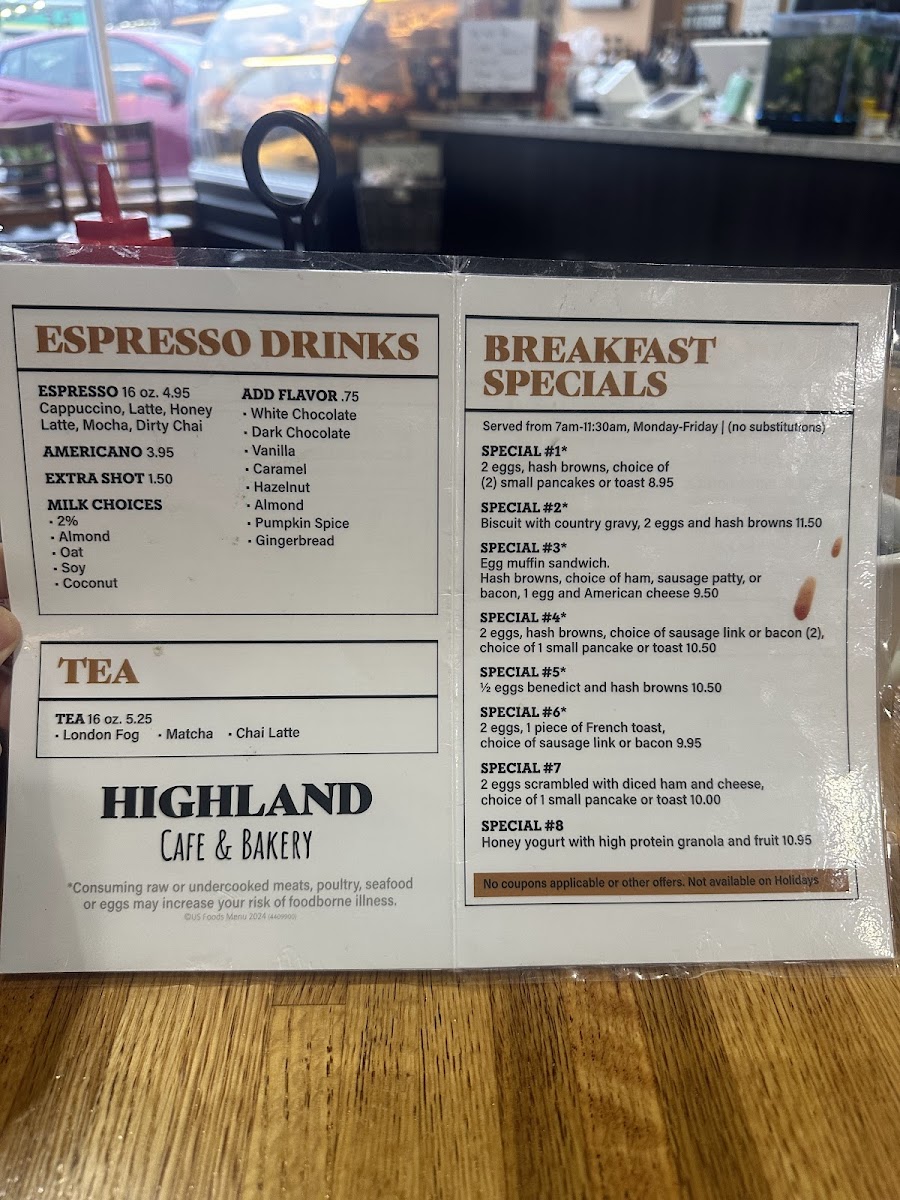 ESPRESSO DRINKS
ESPRESSO 16 oz. 4.95
Cappuccino, Latte, Honey
Latte, Mocha, Dirty Chai
AMERICANO 3.95
EXTRA SHOT 1.50
MILK CHOICES
• 2%
• Almond
• Oat
• Soy
• Coconut
ADD FLAVOR .75
• White Chocolate
• Dark Chocolate
• Vanilla
• Caramel
• Hazelnut
• Almond
• Pumpkin Spice
• Gingerbread
TEA
TEA 16 oz. 5.25
• London Fog • Matcha • Chai Latte
HIGHLAND
CAFE & BAKERY
*Consuming raw or undercooked meats, poultry, seafood
or eggs may increase your risk of foodborne illness.
©US Foods Menu 2024 (4409900)
BREAKFAST
SPECIALS
Served from 7am-11:30am, Monday-Friday | (no substitutions)
SPECIAL #1*
2 eggs, hash browns, choice of
(2) small pancakes or toast 8.95
SPECIAL #2*
Biscuit with country gravy, 2 eggs and hash browns 11.50
SPECIAL #3*
Egg muffin sandwich.
Hash browns, choice of ham, sausage patty, or
bacon, 1 egg and American cheese 9.50
SPECIAL #4*
2 eggs, hash browns, choice of sausage link or bacon (2),
choice of 1 small pancake or toast 10.50
SPECIAL #5*
½ eggs benedict and hash browns 10.50
SPECIAL #6*
2 eggs, 1 piece of French toast,
choice of sausage link or bacon 9.95
SPECIAL #7
2 eggs scrambled with diced ham and cheese,
choice of 1 small pancake or toast 10.00
SPECIAL #8
Honey yogurt with high protein granola and fruit 10.95
No coupons applicable or other offers. Not available on Holidays